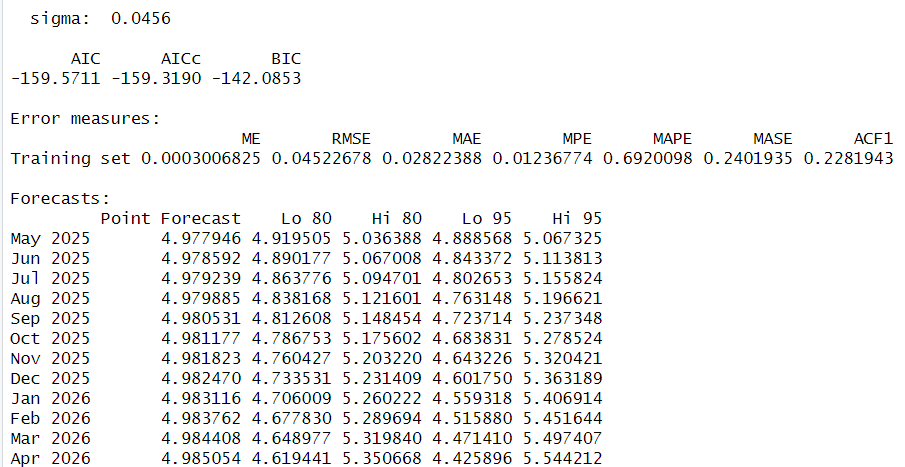 sigma:  0.0456
AIC AICc BIC
-159.5711 -159.3190 -142.0853
Error measures:
ME RMSE MAE MPE MAPE MASE ACF1
Training set 0.0003006825 0.04522678 0.02822388 0.01236774 0.6920098 0.2401935 0.2281943
Forecasts:
Point Forecast Lo 80 Hi 80 Lo 95 Hi 95
May 2025 4.977946 4.919505 5.036388 4.888568 5.067325
Jun 2025 4.978592 4.890177 5.067008 4.843372 5.113813
Jul 2025 4.979239 4.863776 5.094701 4.802653 5.155824
Aug 2025 4.979885 4.838168 5.121601 4.763148 5.196621
Sep 2025 4.980531 4.812608 5.148454 4.723714 5.237348
Oct 2025 4.981177 4.786753 5.175602 4.683831 5.278524
Nov 2025 4.981823 4.760427 5.203220 4.643226 5.320421
Dec 2025 4.982470 4.733531 5.231409 4.601750 5.363189
Jan 2026 4.983116 4.706009 5.260222 4.559318 5.406914
Feb 2026 4.983762 4.677830 5.289694 4.515880 5.451644
Mar 2026 4.984408 4.648977 5.319840 4.471410 5.497407
Apr 2026 4.985054 4.619441 5.350668 4.425896 5.544212